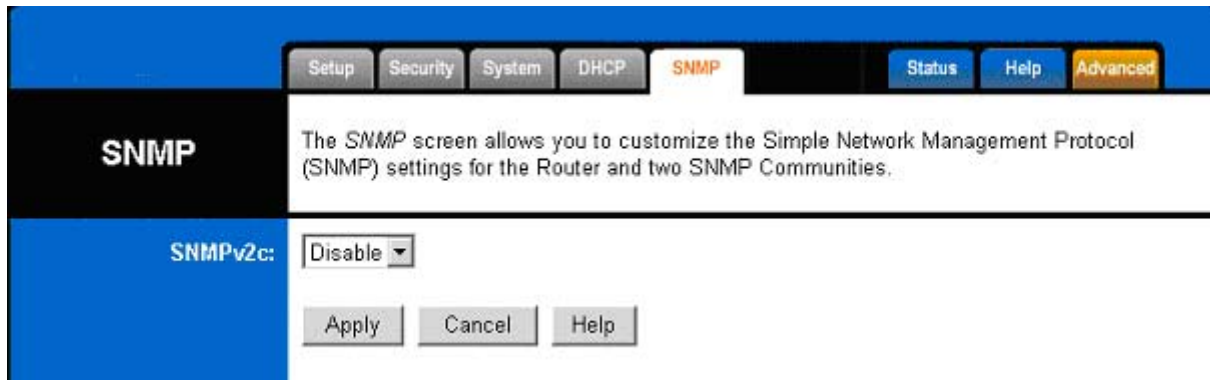 Setup Security System DHCP SNMP Status Help Advanced
SNMP
The SNMP screen allows you to customize the Simple Network Management Protocol
(SNMP) settings for the Router and two SNMP Communities.
SNMPv2c: Disable
Apply Cancel Help